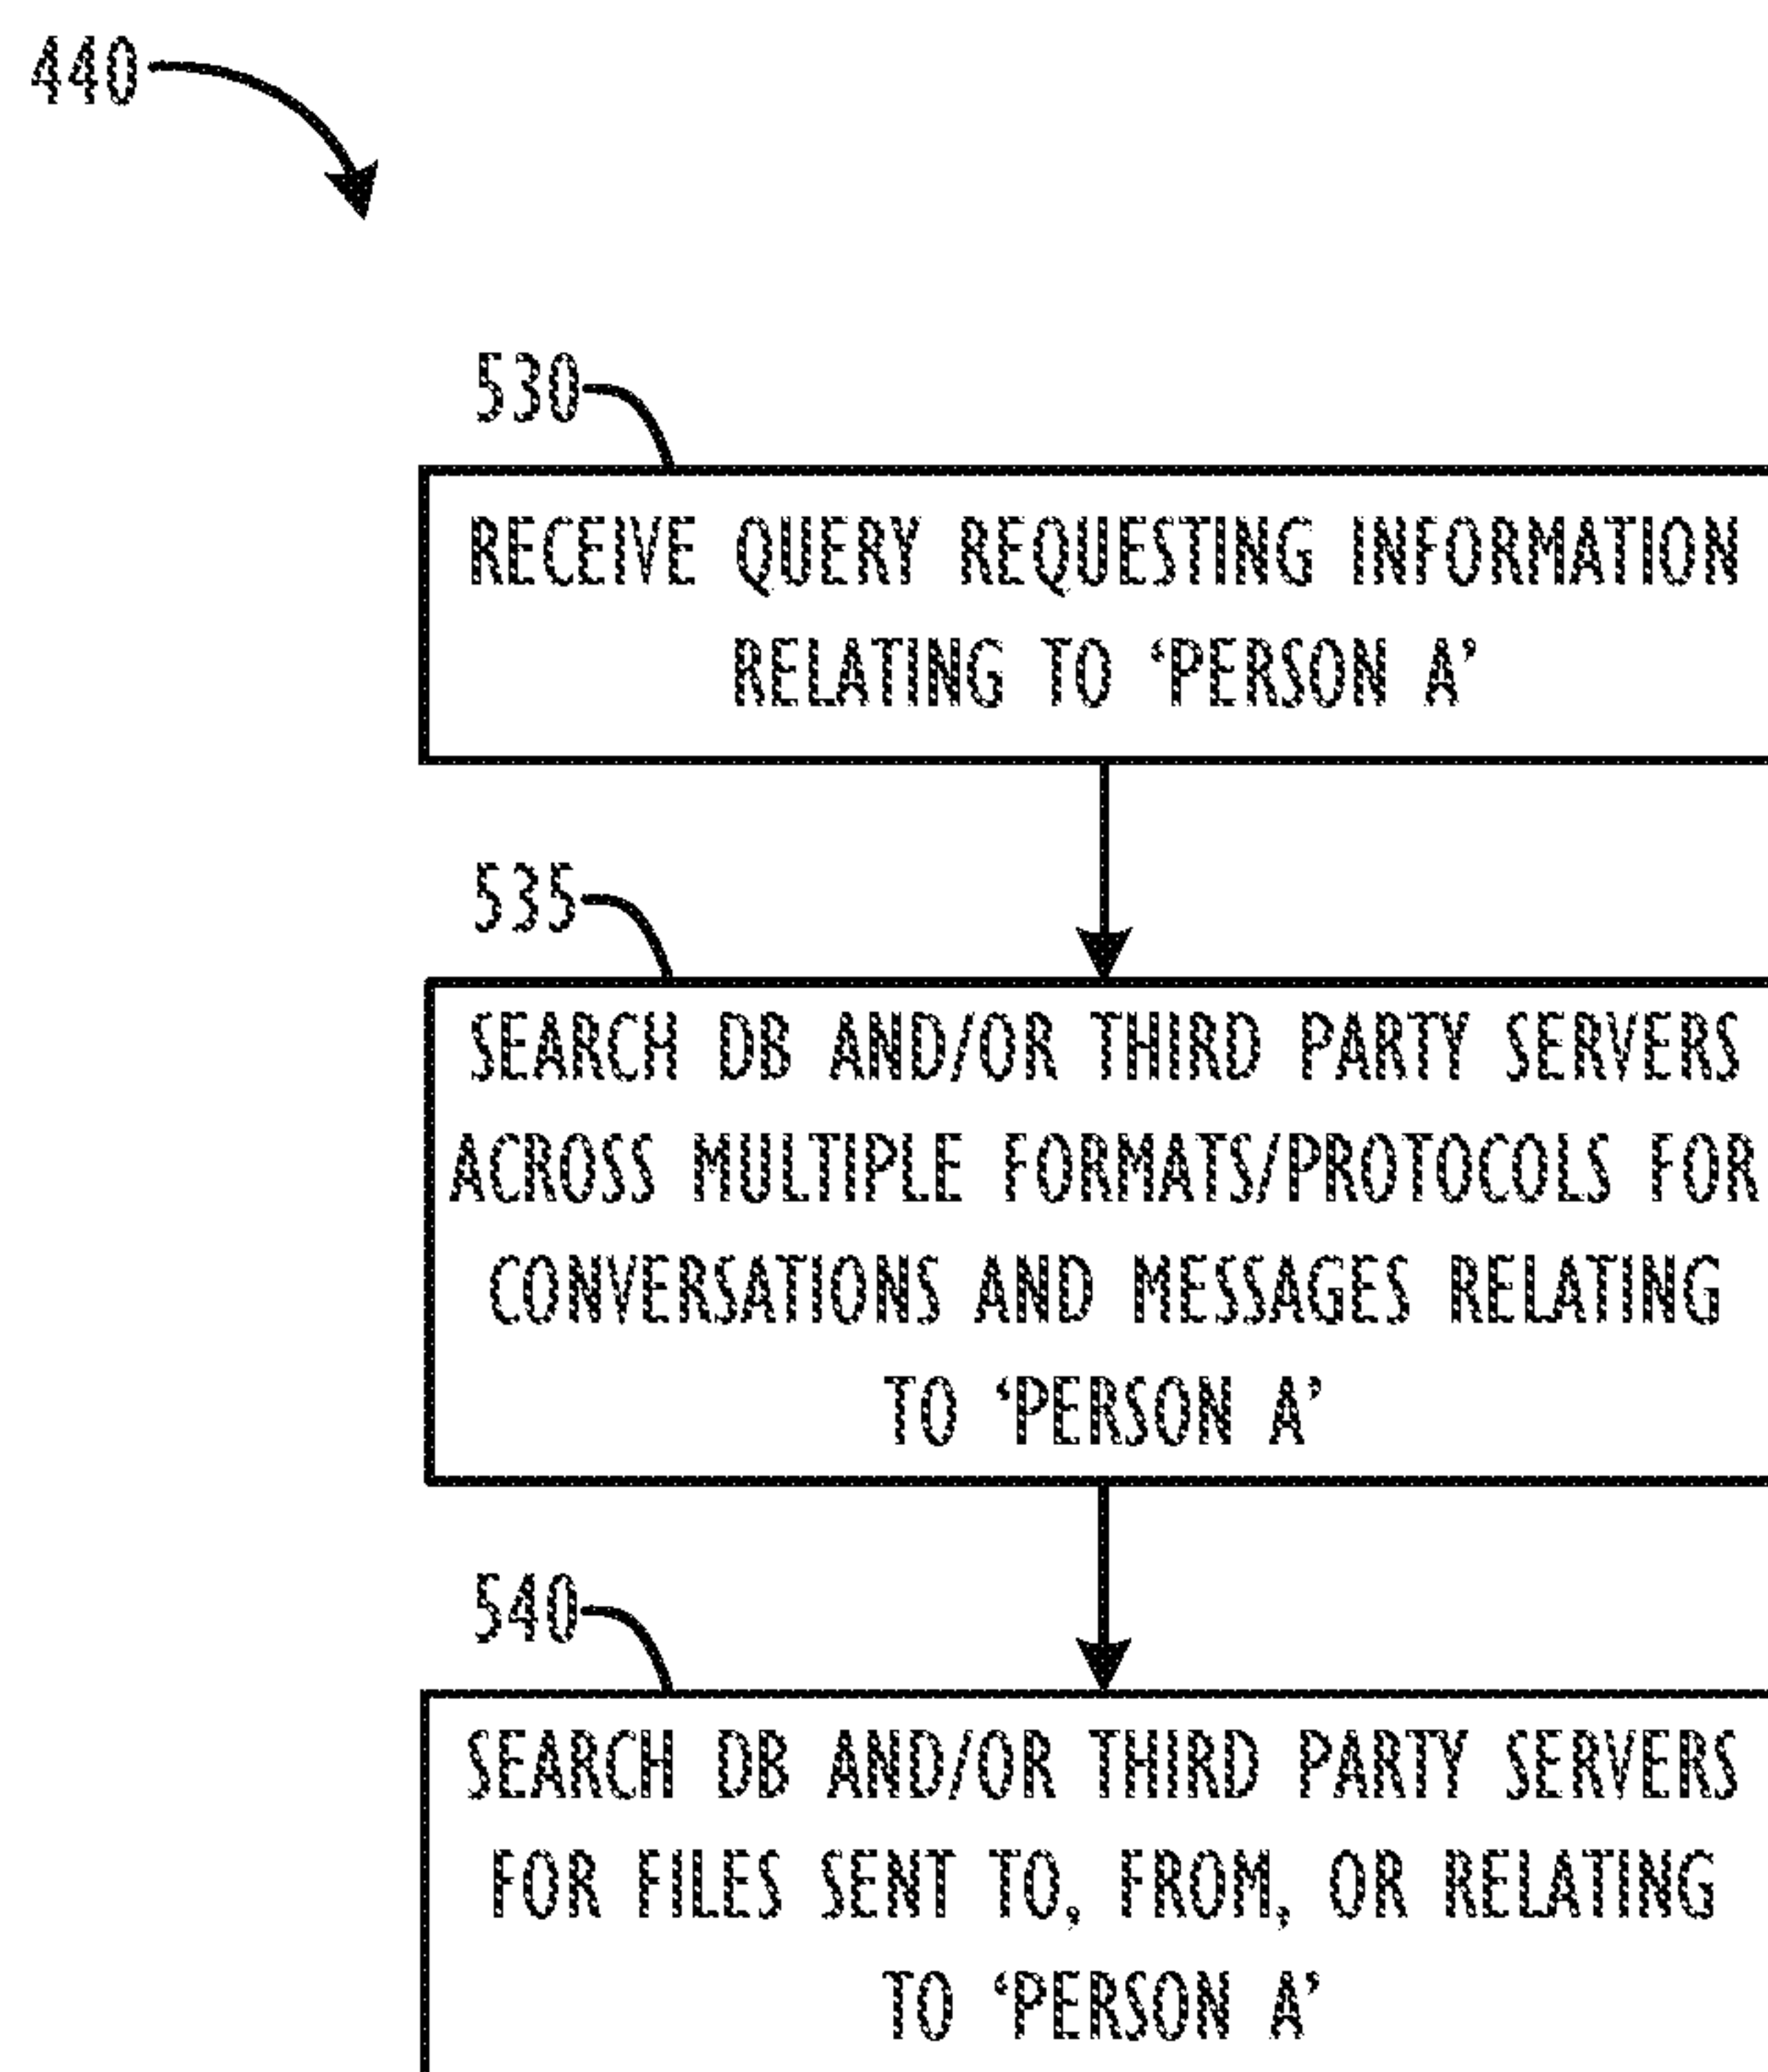 440
530
RECEIVE QUERY REQUESTING INFORMATION
RELATING TO ‘PERSON A’
535
SEARCH DB AND/OR THIRD PARTY SERVERS
ACROSS MULTIPLE FORMATS/PROTOCOLS FOR
CONVERSATIONS AND MESSAGES RELATING
TO ‘PERSON A’
540
SEARCH DB AND/OR THIRD PARTY SERVERS
FOR FILES SENT TO, FROM, OR RELATING
TO ‘PERSON A’